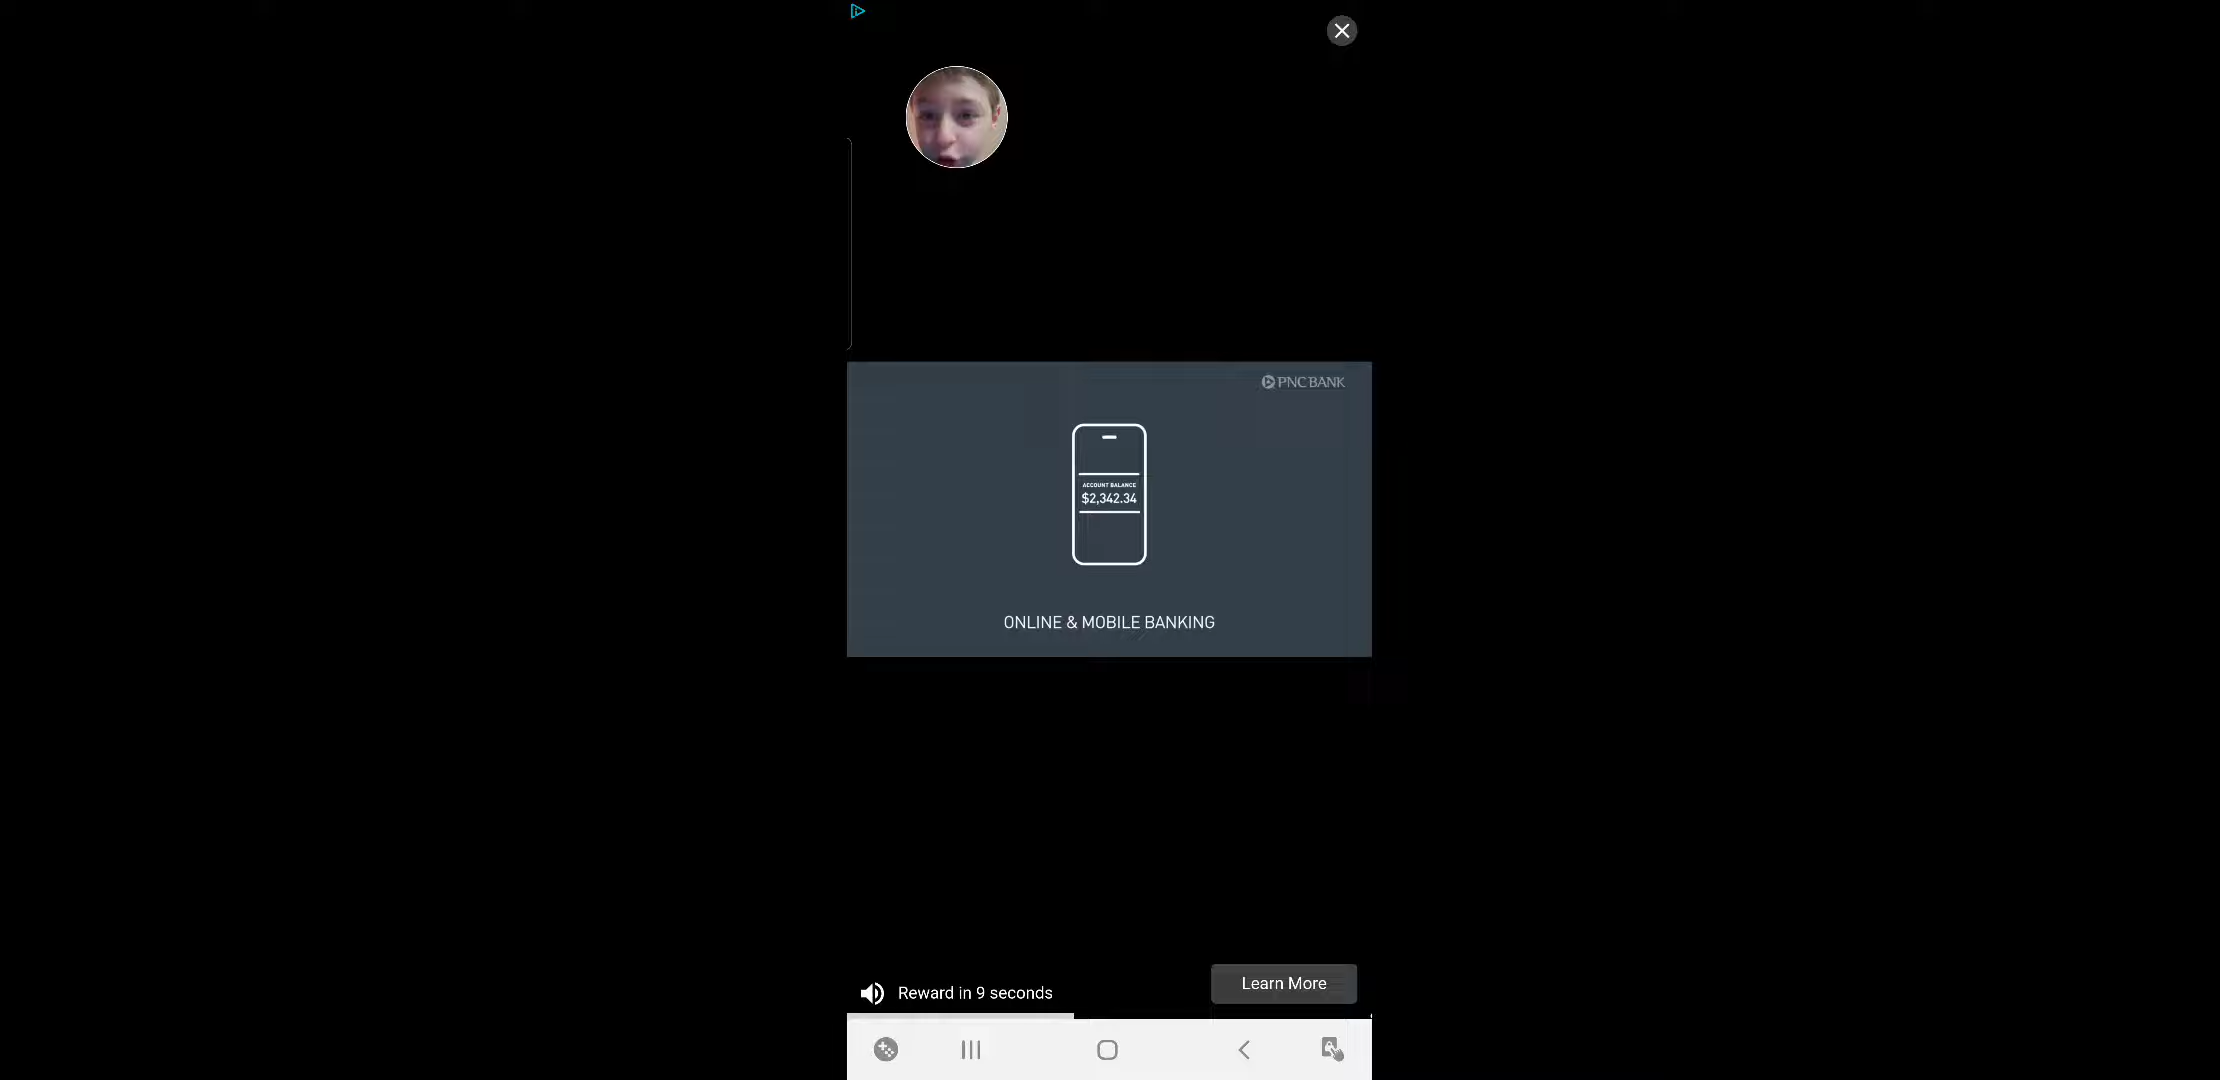 PNC BANK
ACCOUNT BALANCE
$2,342.34
ONLINE & MOBILE BANKING
Reward in 9 seconds
Learn More